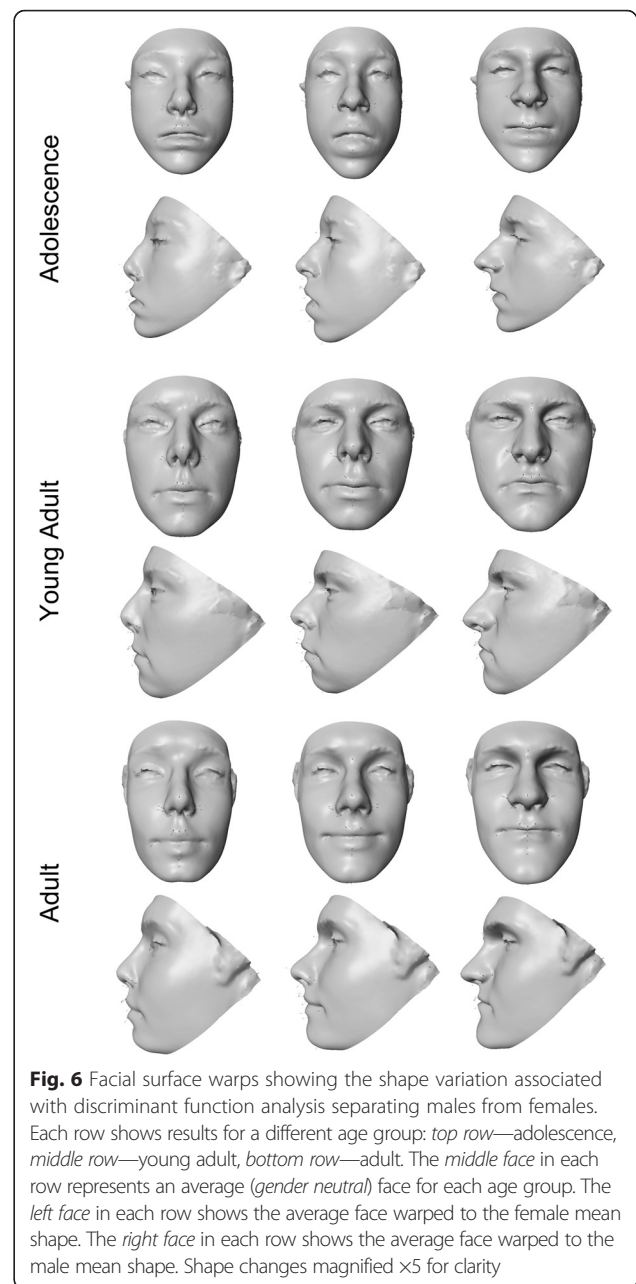 Adolescence
Young Adult
Adult
Fig. 6 Facial surface warps showing the shape variation associated
with discriminant function analysis separating males from females.
Each row shows results for a different age group: top row—adolescence,
middle row—young adult, bottom row—adult. The middle face in each
row represents an average (gender neutral) face for each age group. The
left face in each row shows the average face warped to the female mean
shape. The right face in each row shows the average face warped to the
male mean shape. Shape changes magnified ×5 for clarity